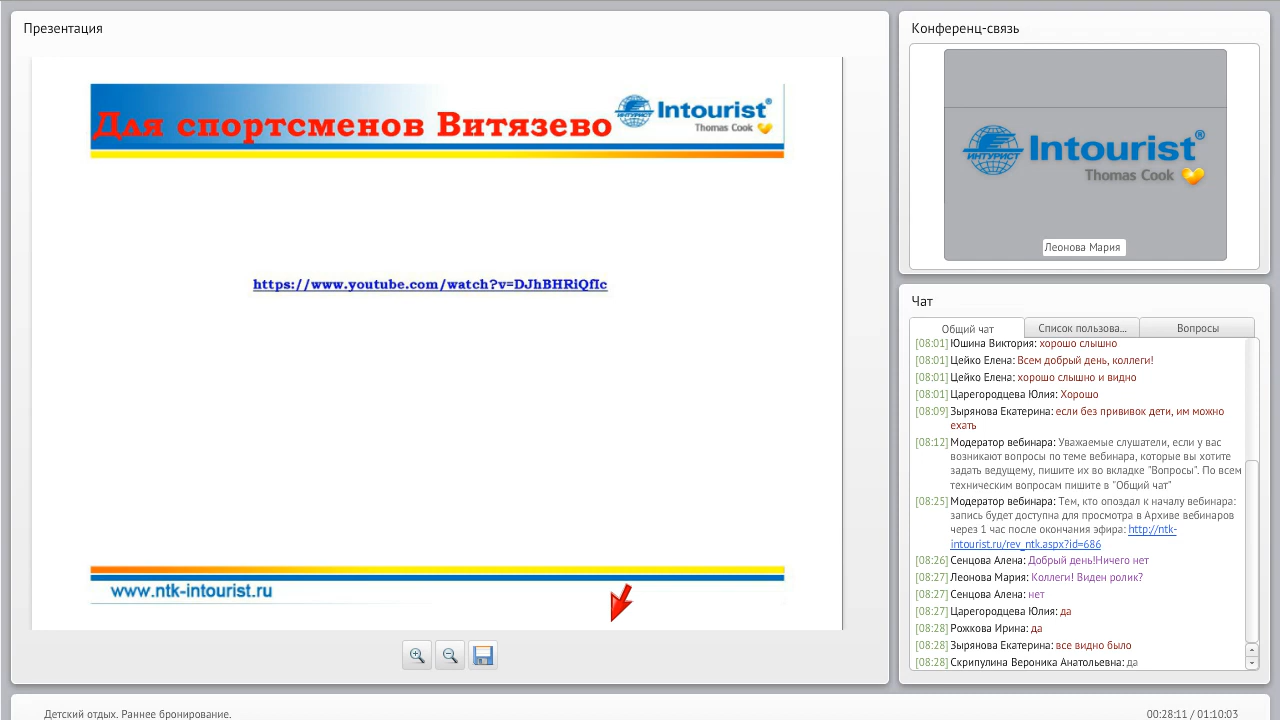 Презентация
Для спортсменов Витязево
ИНТУРИСТ
Intourist®
Thomas Cook
https://www.youtube.com/watch?v=DJhBHRiQfIc
www.ntk-intourist.ru
Конференц-связь
ИНТУРИСТ
Intourist®
Thomas Cook
Леонова Мария
Чат
Общий чат
Список пользова...
Вопросы
[08:01] Юшина Виктория: хорошо слышно
[08:01] Цейко Елена: Всем добрый день, коллеги!
[08:01] Цейко Елена: хорошо слышно и видно
[08:01] Царегородцева Юлия: Хорошо
[08:09] Зырянова Екатерина: если без прививок дети, им можно
ехать
[08:12] Модератор вебинара: Уважаемые слушатели, если у вас
возникают вопросы по теме вебинара, которые вы хотите
задать ведущему, пишите их во вкладке "Вопросы". По всем
техническим вопросам пишите в "Общий чат"
[08:25] Модератор вебинара: Тем, кто опоздал к началу вебинара:
запись будет доступна для просмотра в Архиве вебинаров
через 1 час после окончания эфира: http://ntk-
intourist.ru/rev_ntk.aspx?id=686
[08:26] Сенцова Алена: Добрый день!Ничего нет
[08:27] Леонова Мария: Коллеги! Виден ролик?
[08:27] Сенцова Алена: нет
[08:27] Царегородцева Юлия: да
[08:28] Рожкова Ирина: да
[08:28] Зырянова Екатерина: все видно было
[08:28] Скрипулина Вероника Анатольевна: да
Детский отдых. Раннее бронирование.
00:28:11 / 01:10:03